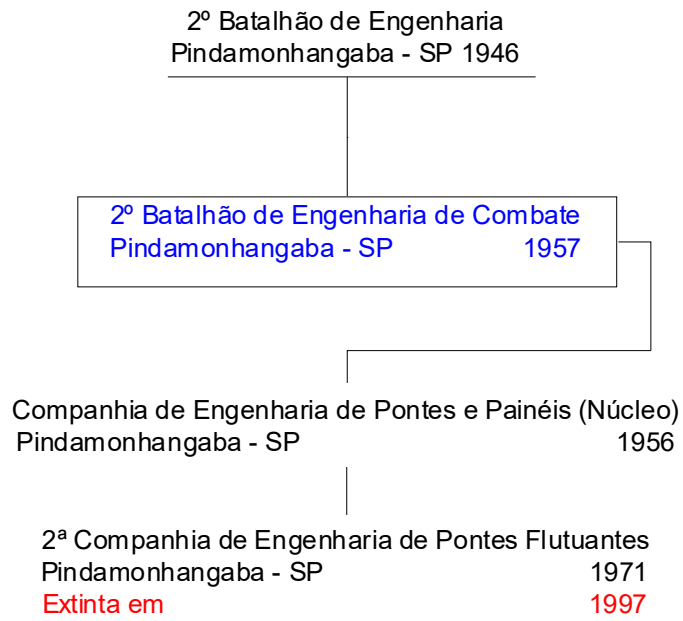 2º Batalhão de Engenharia
Pindamonhangaba - SP 1946
2º Batalhão de Engenharia de Combate
Pindamonhangaba - SP 1957
Companhia de Engenharia de Pontes e Painéis (Núcleo)
Pindamonhangaba - SP 1956
2ª Companhia de Engenharia de Pontes Flutuantes
Pindamonhangaba - SP 1971
Extinta em 1997